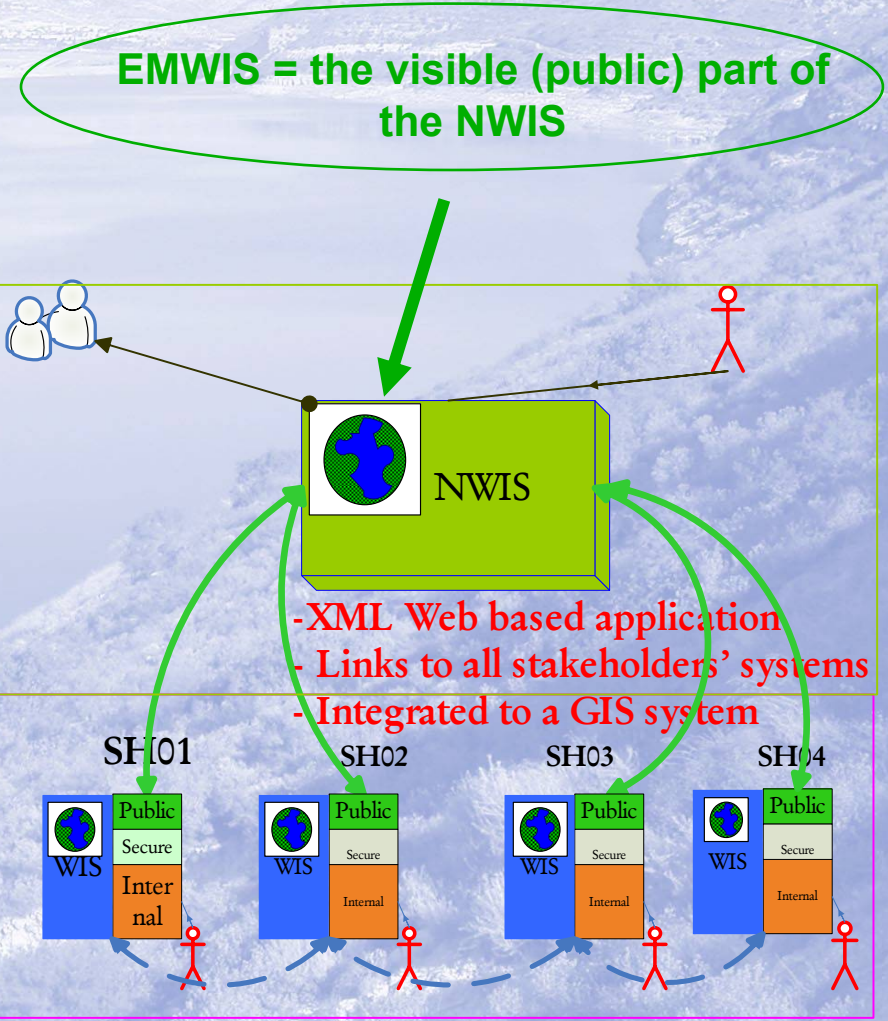 EMWIS = the visible (public) part of
the NWIS
NWIS
-XML Web based application
- Links to all stakeholders’ systems
- Integrated to a GIS system
SH01
SH02
SH03
SH04
WIS
Public
Secure
Inter
nal
WIS
Public
Secure
Internal
WIS
Public
Secure
Internal
WIS
Public
Secure
Internal